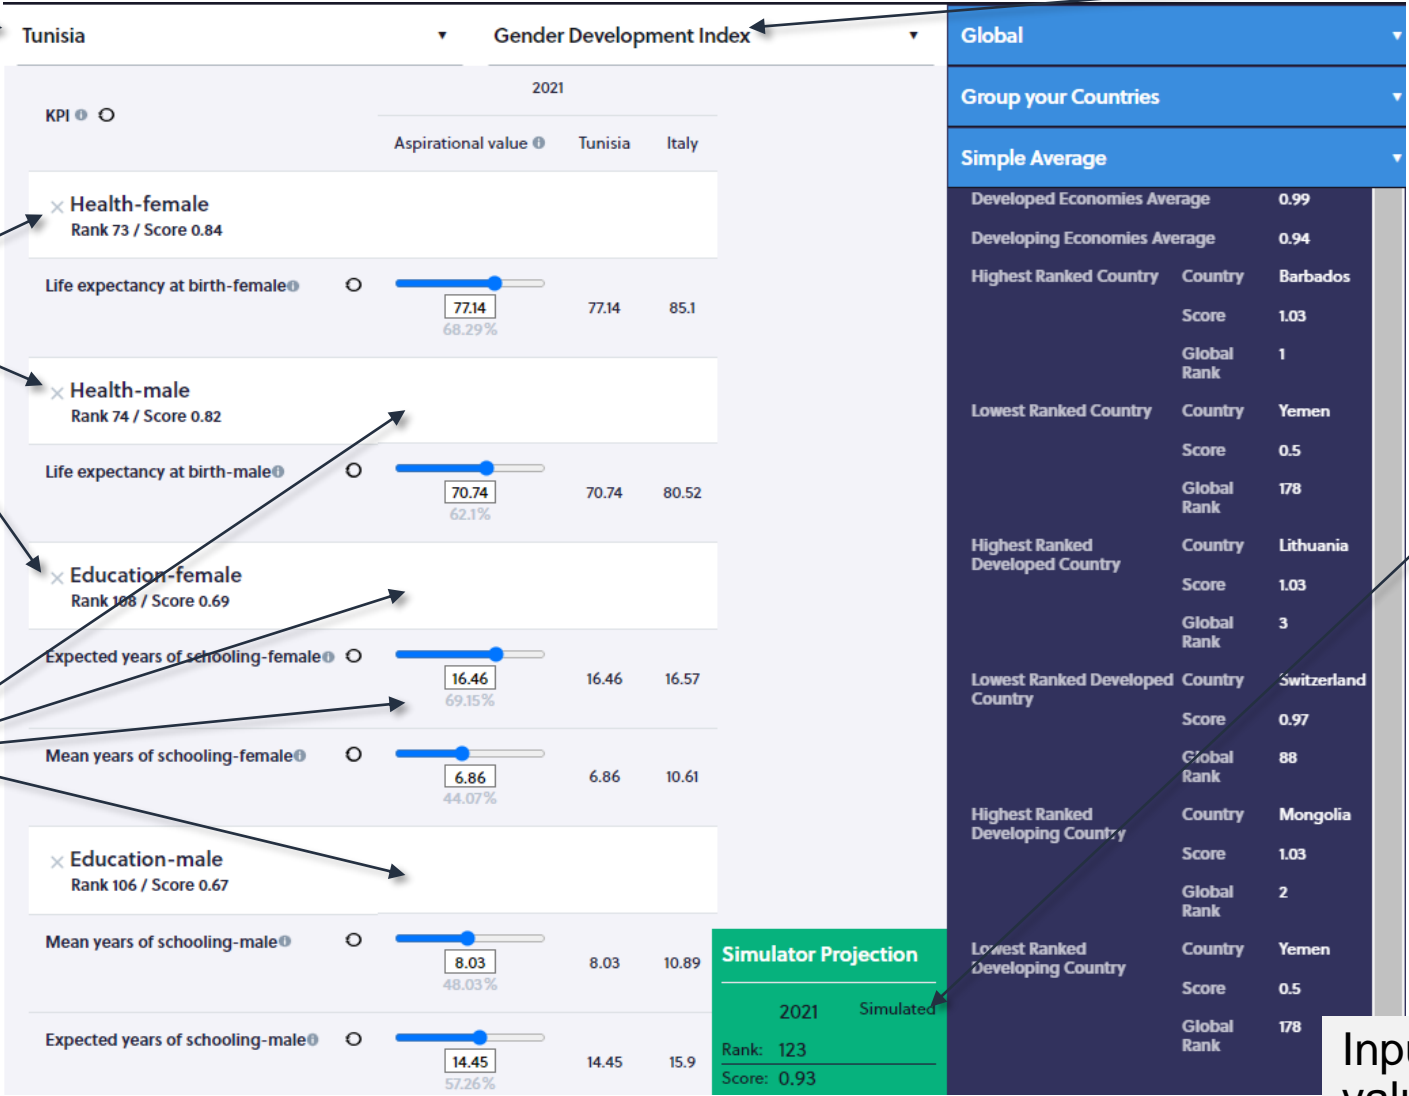 Tunisia
Gender Development Index
2021
KPI
Aspirational value Tunisia Italy
Health-female
Rank 73 / Score 0.84
Life expectancy at birth-female
77.14 77.14 85.1
68.29%
Health-male
Rank 74 / Score 0.82
Life expectancy at birth-male
70.74 70.74 80.52
62.1%
Education-female
Rank 108 / Score 0.69
Expected years of schooling-female
16.46 16.46 16.57
69.15%
Mean years of schooling-female
6.86 6.86 10.61
44.07%
Education-male
Rank 106 / Score 0.67
Mean years of schooling-male
8.03 8.03 10.89
48.03%
Expected years of schooling-male
14.45 14.45 15.9
57.26%
Simulator Projection
2021 Simulated
Rank: 123
Score: 0.93
Global
Group your Countries
Simple Average
Developed Economies Average 0.99
Developing Economies Average 0.94
Highest Ranked Country Country Barbados
Score 1.03
Global 1
Rank
Lowest Ranked Country Country Yemen
Score 0.5
Global 178
Rank
Highest Ranked Country Lithuania
Developed Country
Score 1.03
Global 3
Rank
Lowest Ranked Developed Country Switzerland
Country
Score 0.97
Global 88
Rank
Highest Ranked Country Mongolia
Developing Country
Score 1.03
Global 2
Rank
Lowest Ranked Country Yemen
Developing Country
Score 0.5
Global 178
Rank